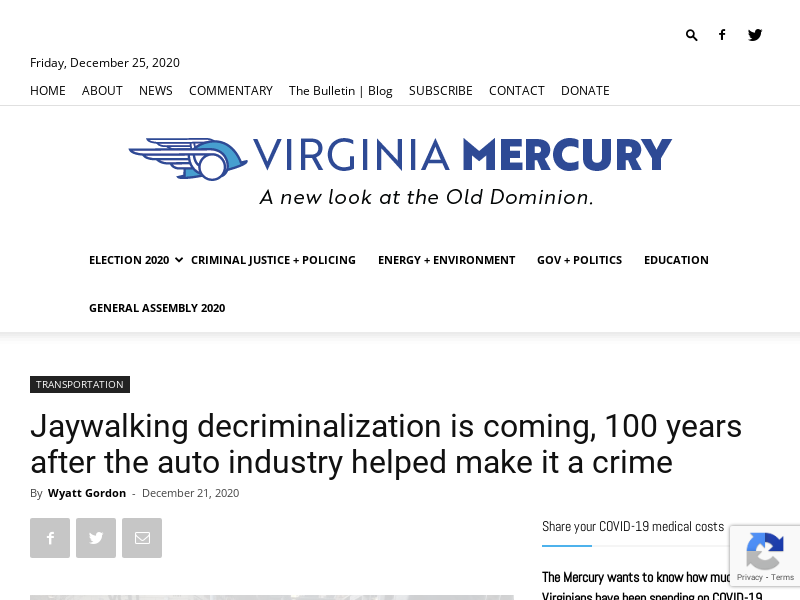 Friday, December 25, 2020
HOME ABOUT NEWS COMMENTARY The Bulletin | Blog SUBSCRIBE CONTACT DONATE
VIRGINIA MERCURY
A new look at the Old Dominion.
ELECTION 2020 CRIMINAL JUSTICE + POLICING ENERGY + ENVIRONMENT GOV + POLITICS EDUCATION
GENERAL ASSEMBLY 2020
TRANSPORTATION
Jaywalking decriminalization is coming, 100 years
after the auto industry helped make it a crime
By Wyatt Gordon - December 21, 2020
Share your COVID-19 medical costs
The Mercury wants to know how
Virginians have been spending on COVID-19
Privacy - Terms